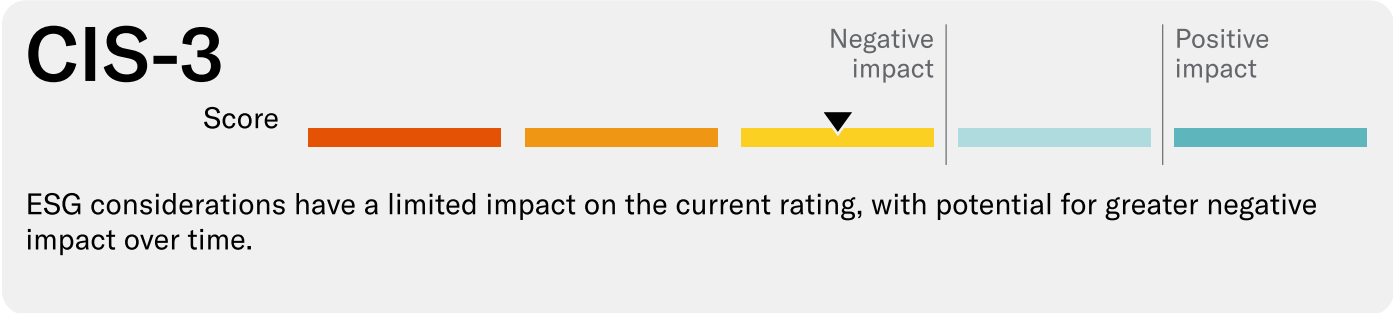 CIS-3
Negative
impact
Positive
impact
Score
ESG considerations have a limited impact on the current rating, with potential for greater negative
impact over time.